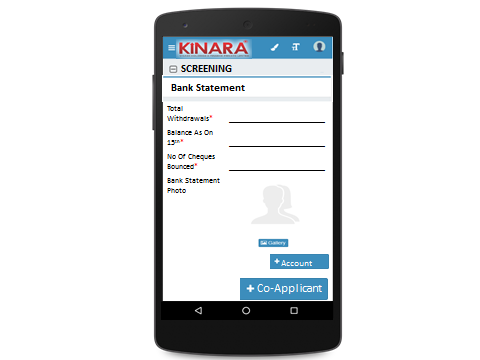 KINARA®
SCREENING
Bank Statement
Total
Withdrawals*
Balance As On
15th*
No Of Cheques
Bounced*
Bank Statement
Photo
Gallery
+ Account
+ Co-Applicant